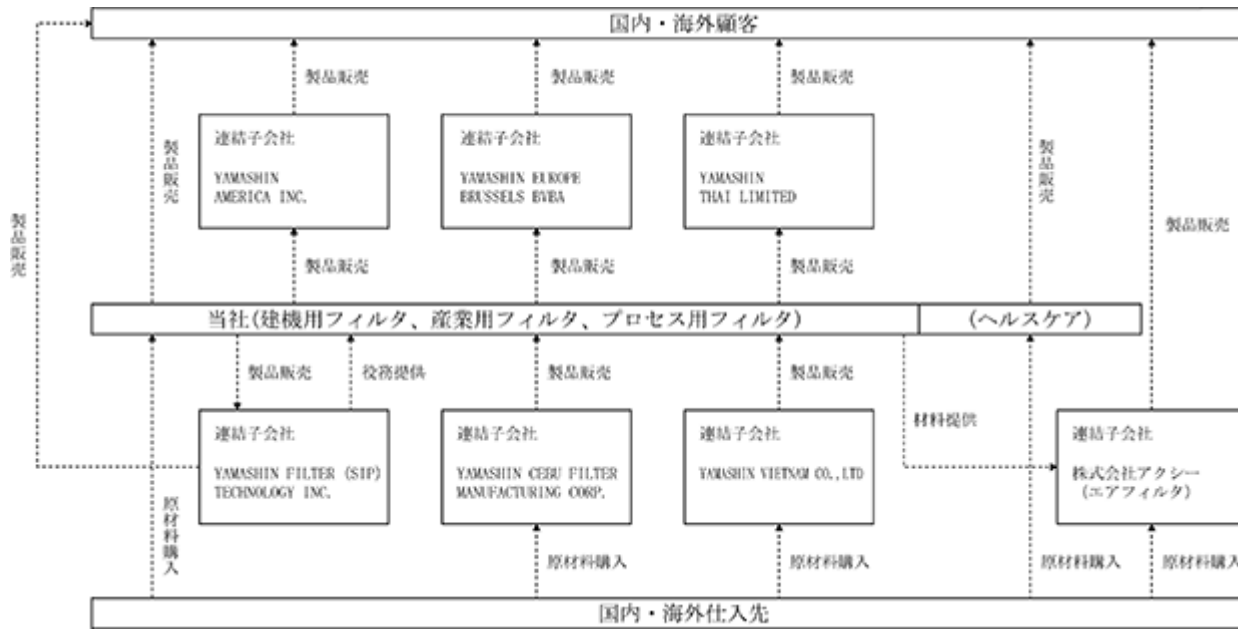 国内・海外顧客
製品販売
製品販売
製品販売
連結子会社
YAMASHIN
AMERICA INC.
連結子会社
YAMASHIN EUROPE
BRUSSELS BVBA
連結子会社
YAMASHIN
THAI LIMITED
製品販売
製品販売
製品販売
製品販売
製品販売
製品販売
製品販売
当社(建機用フィルタ、産業用フィルタ、プロセス用フィルタ)
(ヘルスケア)
製品販売
役務提供
製品販売
製品販売
材料提供
連結子会社
YAMASHIN FILTER (SIP)
TECHNOLOGY INC.
連結子会社
YAMASHIN CEBU FILTER
MANUFACTURING CORP.
連結子会社
YAMASHIN VIETNAM CO.,LTD
連結子会社
株式会社アクシー
(エアフィルタ)
原材料購入
原材料購入
原材料購入
原材料購入
原材料購入
国内・海外仕入先